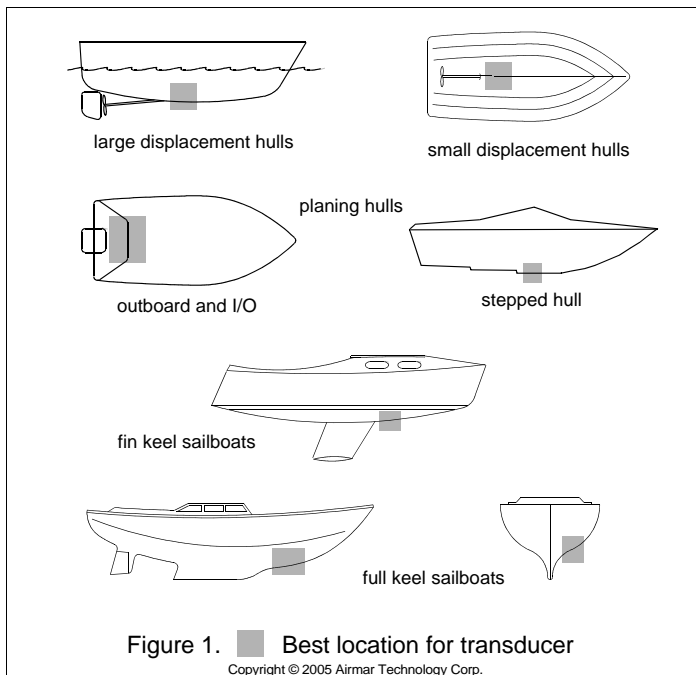 large displacement hulls
small displacement hulls
planing hulls
outboard and I/O
stepped hull
fin keel sailboats
full keel sailboats
Figure 1. Best location for transducer
Copyright © 2005 Airmar Technology Corp.